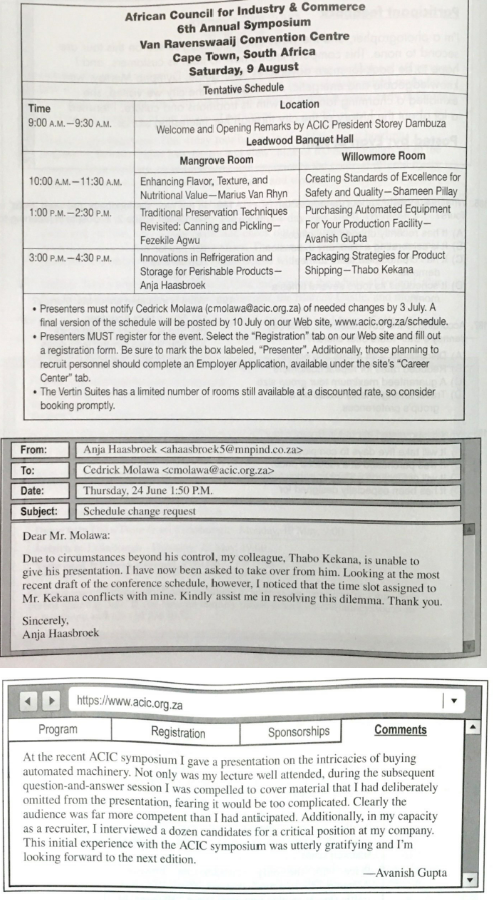 African Council for Industry & Commerce
6th Annual Symposium
Van Ravenswaaij Convention Centre
Cape Town, South Africa
Saturday, 9 August
Tentative Schedule
Time
Location
9:00 A.M.–9:30 A.M.
Welcome and Opening Remarks by ACIC President Storey Dambuza
Leadwood Banquet Hall
Mangrove Room
Willowmore Room
10:00 A.M.–11:30 A.M.
Enhancing Flavor, Texture, and
Nutritional Value—Marius Van Rhyn
Creating Standards of Excellence for
Safety and Quality—Shameen Pillay
1:00 P.M.–2:30 P.M.
Traditional Preservation Techniques
Revisited: Canning and Pickling—
Fezekile Agwu
Purchasing Automated Equipment
For Your Production Facility—
Avanish Gupta
3:00 P.M.–4:30 P.M.
Innovations in Refrigeration and
Storage for Perishable Products—
Anja Haasbroek
Packaging Strategies for Product
Shipping—Thabo Kekana
• Presenters must notify Cedrick Molawa (cmolawa@acic.org.za) of needed changes by 3 July. A
final version of the schedule will be posted by 10 July on our Web site, www.acic.org.za/schedule.
• Presenters MUST register for the event. Select the "Registration" tab on our Web site and fill out
a registration form. Be sure to mark the box labeled, "Presenter". Additionally, those planning to
recruit personnel should complete an Employer Application, available under the site's "Career
Center" tab.
• The Vertin Suites has a limited number of rooms still available at a discounted rate, so consider
booking promptly.
From: Anja Haasbroek <ahaasbroek5@mnpind.co.za>
To: Cedrick Molawa <cmolawa@acic.org.za>
Date: Thursday, 24 June 1:50 P.M.
Subject: Schedule change request
Dear Mr. Molawa:
Due to circumstances beyond his control, my colleague, Thabo Kekana, is unable to
give his presentation. I have now been asked to take over from him. Looking at the most
recent draft of the conference schedule, however, I noticed that the time slot assigned to
Mr. Kekana conflicts with mine. Kindly assist me in resolving this dilemma. Thank you.
Sincerely,
Anja Haasbroek
https://www.acic.org.za
Program
Registration
Sponsorships
Comments
At the recent ACIC symposium I gave a presentation on the intricacies of buying
automated machinery. Not only was my lecture well attended, during the subsequent
question-and-answer session I was compelled to cover material that I had deliberately
omitted from the presentation, fearing it would be too complicated. Clearly the
audience was far more competent than I had anticipated. Additionally, in my capacity
as a recruiter, I interviewed a dozen candidates for a critical position at my company.
This initial experience with the ACIC symposium was utterly gratifying and I'm
looking forward to the next edition.
—Avanish Gupta